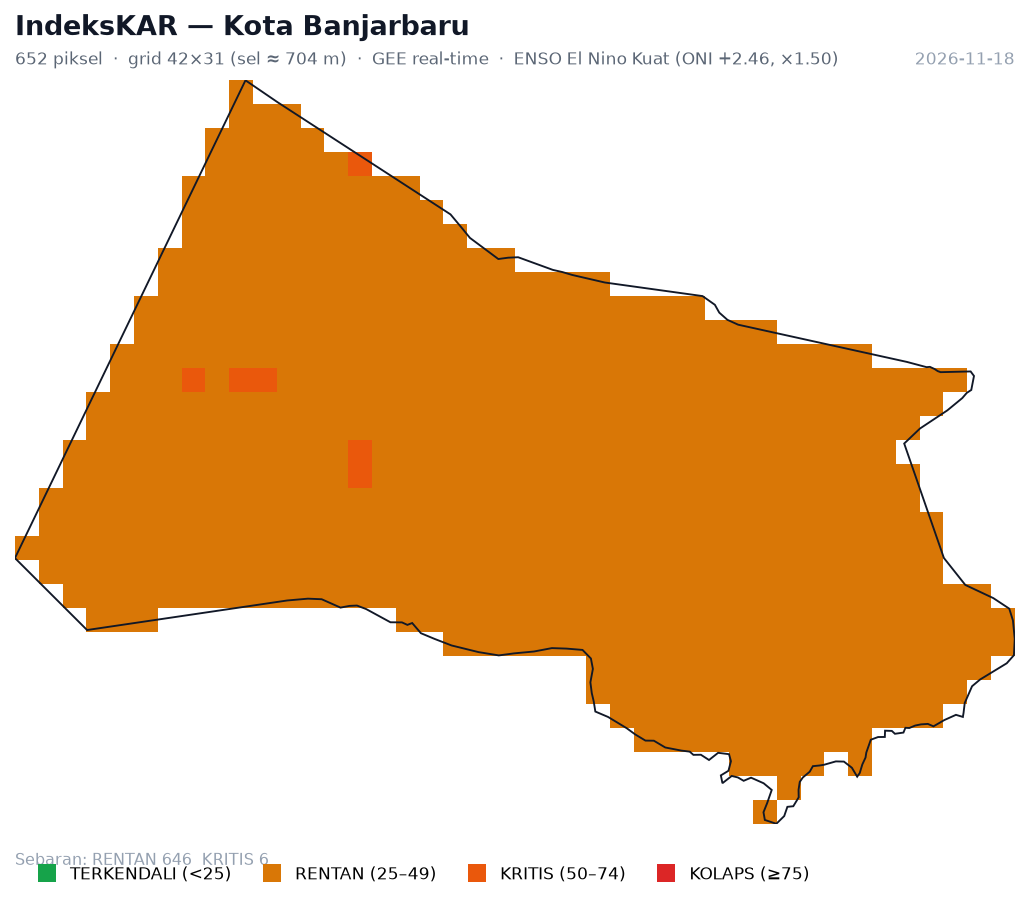 IndeksKAR — Kota Banjarbaru
652 piksel · grid 42×31 (sel ≈ 704 m) · GEE real-time · ENSO El Nino Kuat (ONI +2.46, ×1.50) 2026-11-18
Sebaran: RENTAN 646 KRITIS 6
TERKENDALI (<25) RENTAN (25–49) KRITIS (50–74) KOLAPS (≥75)